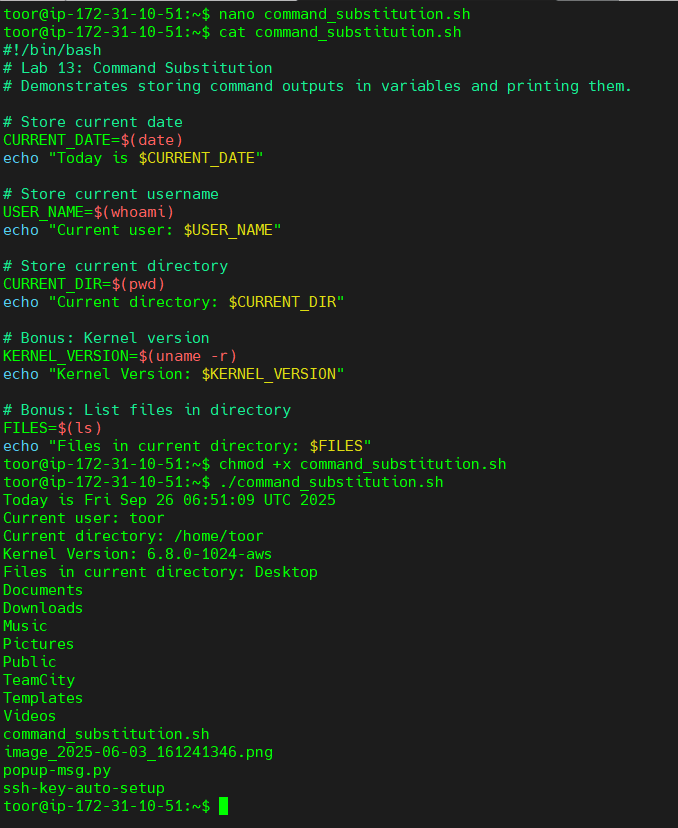 toor@ip-172-31-10-51:~$ nano command_substitution.sh
toor@ip-172-31-10-51:~$ cat command_substitution.sh
#!/bin/bash
# Lab 13: Command Substitution
# Demonstrates storing command outputs in variables and printing them.

# Store current date
CURRENT_DATE=$(date)
echo "Today is $CURRENT_DATE"

# Store current username
USER_NAME=$(whoami)
echo "Current user: $USER_NAME"

# Store current directory
CURRENT_DIR=$(pwd)
echo "Current directory: $CURRENT_DIR"

# Bonus: Kernel version
KERNEL_VERSION=$(uname -r)
echo "Kernel Version: $KERNEL_VERSION"

# Bonus: List files in directory
FILES=$(ls)
echo "Files in current directory: $FILES"
toor@ip-172-31-10-51:~$ chmod +x command_substitution.sh
toor@ip-172-31-10-51:~$ ./command_substitution.sh
Today is Fri Sep 26 06:51:09 UTC 2025
Current user: toor
Current directory: /home/toor
Kernel Version: 6.8.0-1024-aws
Files in current directory: Desktop
Documents
Downloads
Music
Pictures
Public
TeamCity
Templates
Videos
command_substitution.sh
image_2025-06-03_161241346.png
popup-msg.py
ssh-key-auto-setup
toor@ip-172-31-10-51:~$